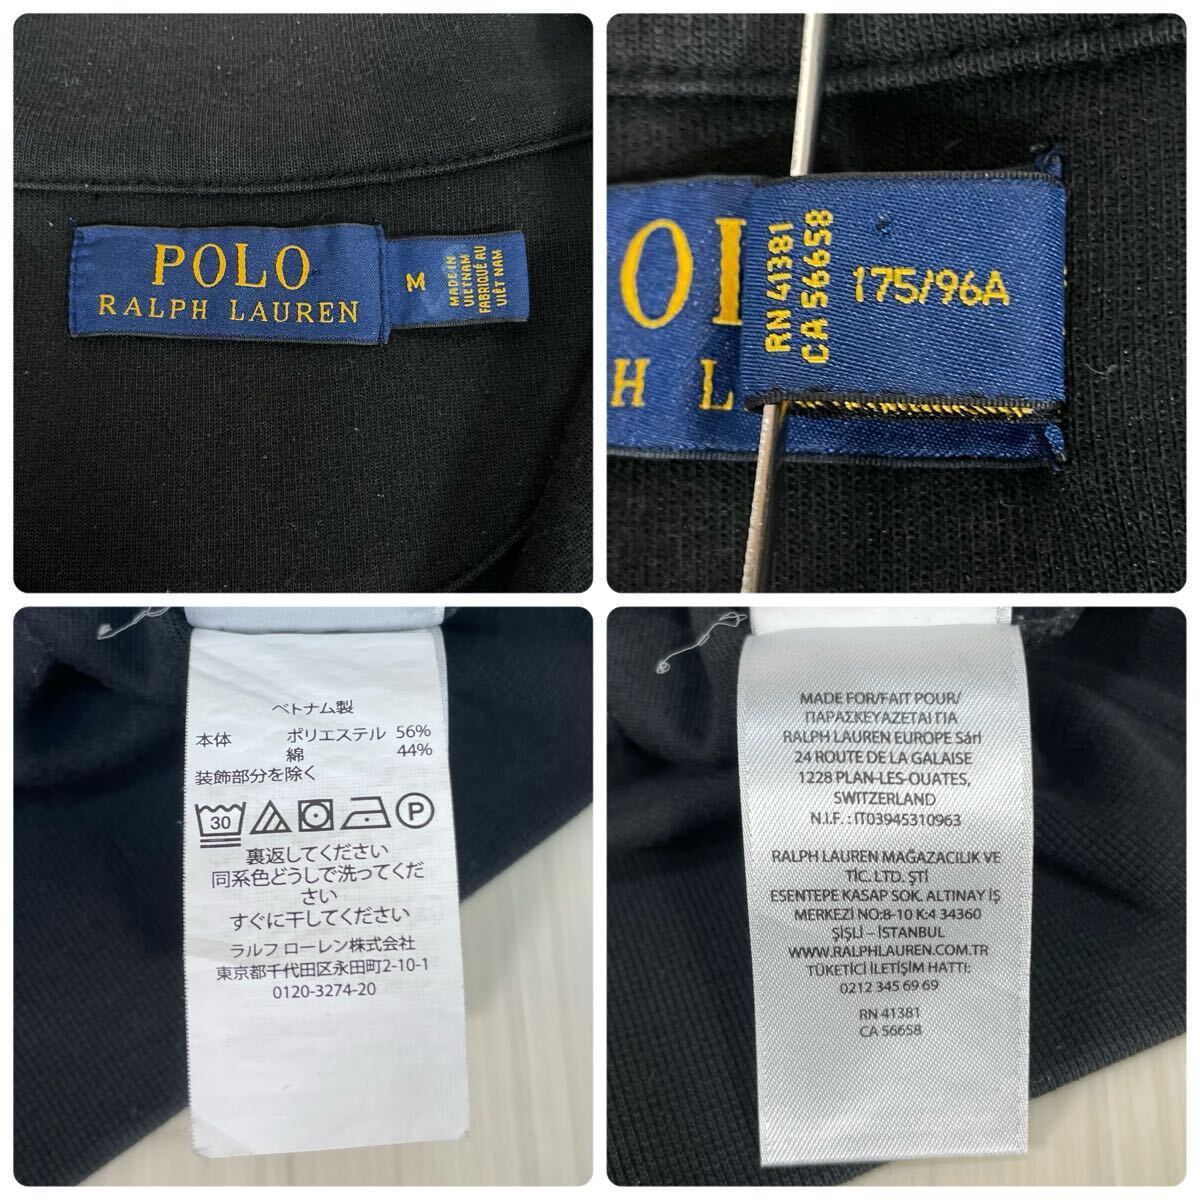 POLO
RALPH LAUREN
M
MADE IN
VIETNAM
FABRIQUÉ AU
VIÊT NAM
OL
H L
RN 41381
CA 56658
175/96A
ベトナム製
本体 ポリエステル 56%
綿 44%
装飾部分を除く
30
P
裏返してください
同系色どうしで洗ってくだ
さい
すぐに干してください
ラルフ ローレン株式会社
東京都千代田区永田町2-10-1
0120-3274-20
MADE FOR/FAIT POUR/
ΠΑΡΑΣΚΕΥΑΖΕΤΑΙ ΓΙΑ
RALPH LAUREN EUROPE Sàrl
24 ROUTE DE LA GALAISE
1228 PLAN-LES-OUATES,
SWITZERLAND
N.I.F. : IT03945310963
RALPH LAUREN MAĞAZACILIK VE
TİC. LTD. ŞTİ
ESENTEPE KASAP SOK. ALTINAY İŞ
MERKEZİ NO:8-10 K:4 34360
ŞİŞLİ – İSTANBUL
WWW.RALPHLAUREN.COM.TR
TÜKETİCİ İLETİŞİM HATTI:
0212 345 69 69
RN 41381
CA 56658